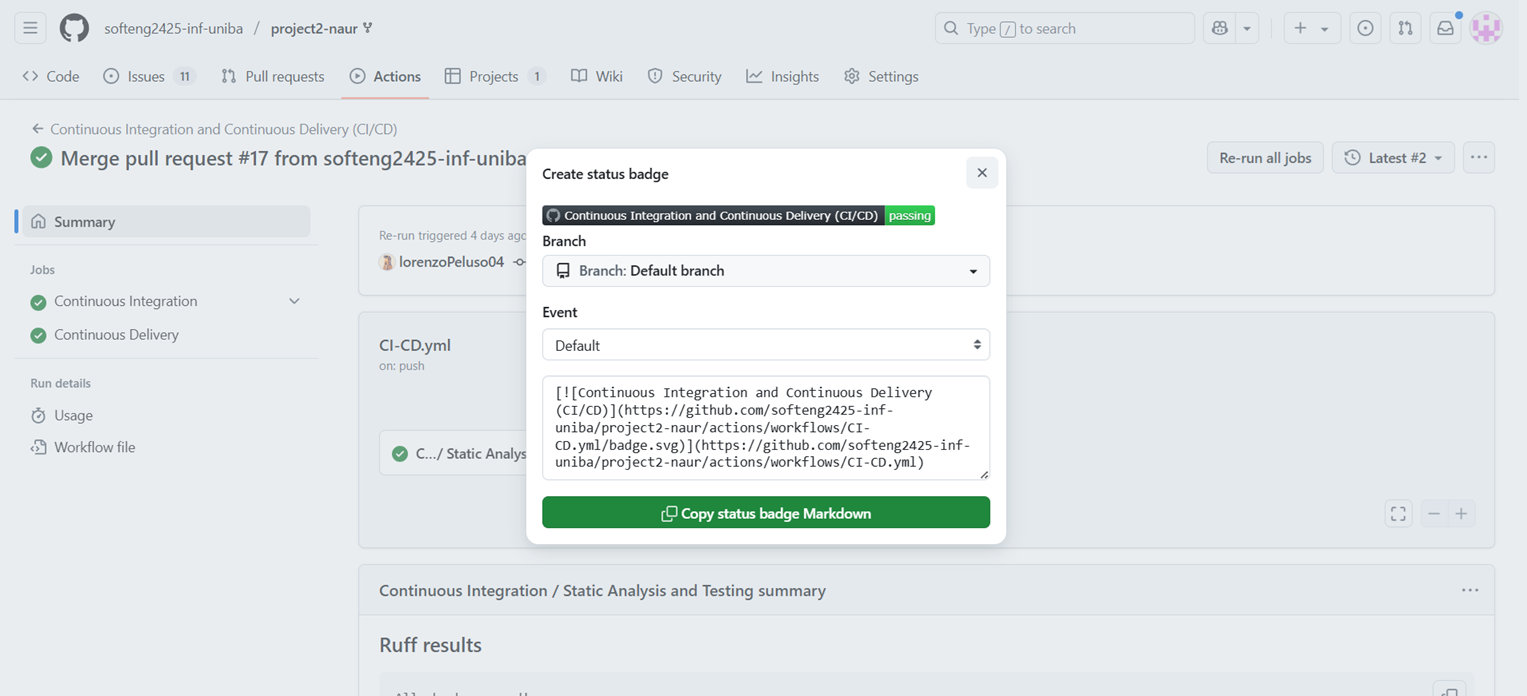 softeng2425-inf-uniba / project2-naur
Type / to search
Code
Issues 11
Pull requests
Actions
Projects 1
Wiki
Security
Insights
Settings
Continuous Integration and Continuous Delivery (CI/CD)
Merge pull request #17 from softeng2425-inf-uniba
Re-run all jobs
Latest #2
Summary
Jobs
Continuous Integration
Continuous Delivery
Run details
Usage
Workflow file
Re-run triggered 4 days ago
lorenzoPeluso04
CI-CD.yml
on: push
C.../ Static Analys
Create status badge
Continuous Integration and Continuous Delivery (CI/CD) passing
Branch
Branch: Default branch
Event
Default
[![Continuous Integration and Continuous Delivery
(CI/CD)](https://github.com/softeng2425-inf-
uniba/project2-naur/actions/workflows/CI-
CD.yml/badge.svg)](https://github.com/softeng2425-inf-
uniba/project2-naur/actions/workflows/CI-CD.yml)
Copy status badge Markdown
Continuous Integration / Static Analysis and Testing summary
Ruff results